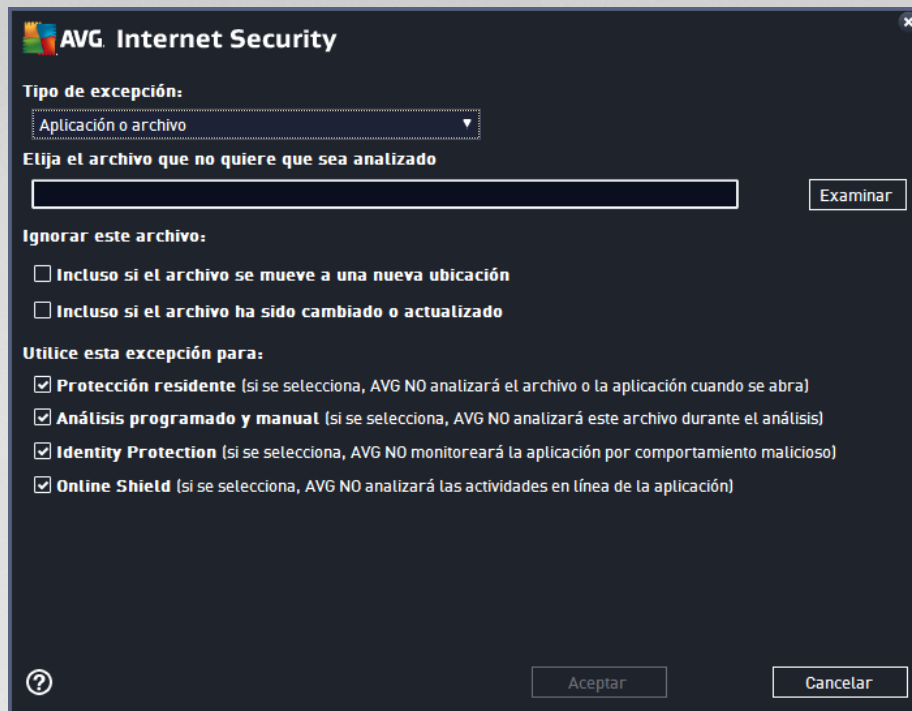 AVG Internet Security
Tipo de excepción:
Aplicación o archivo
Elija el archivo que no quiere que sea analizado
Examinar
Ignorar este archivo:
Incluso si el archivo se mueve a una nueva ubicación
Incluso si el archivo ha sido cambiado o actualizado
Utilice esta excepción para:
Protección residente (si se selecciona, AVG NO analizará el archivo o la aplicación cuando se abra)
Análisis programado y manual (si se selecciona, AVG NO analizará este archivo durante el análisis)
Identity Protection (si se selecciona, AVG NO monitoreará la aplicación por comportamiento malicioso)
Online Shield (si se selecciona, AVG NO analizará las actividades en línea de la aplicación)
?
Aceptar
Cancelar